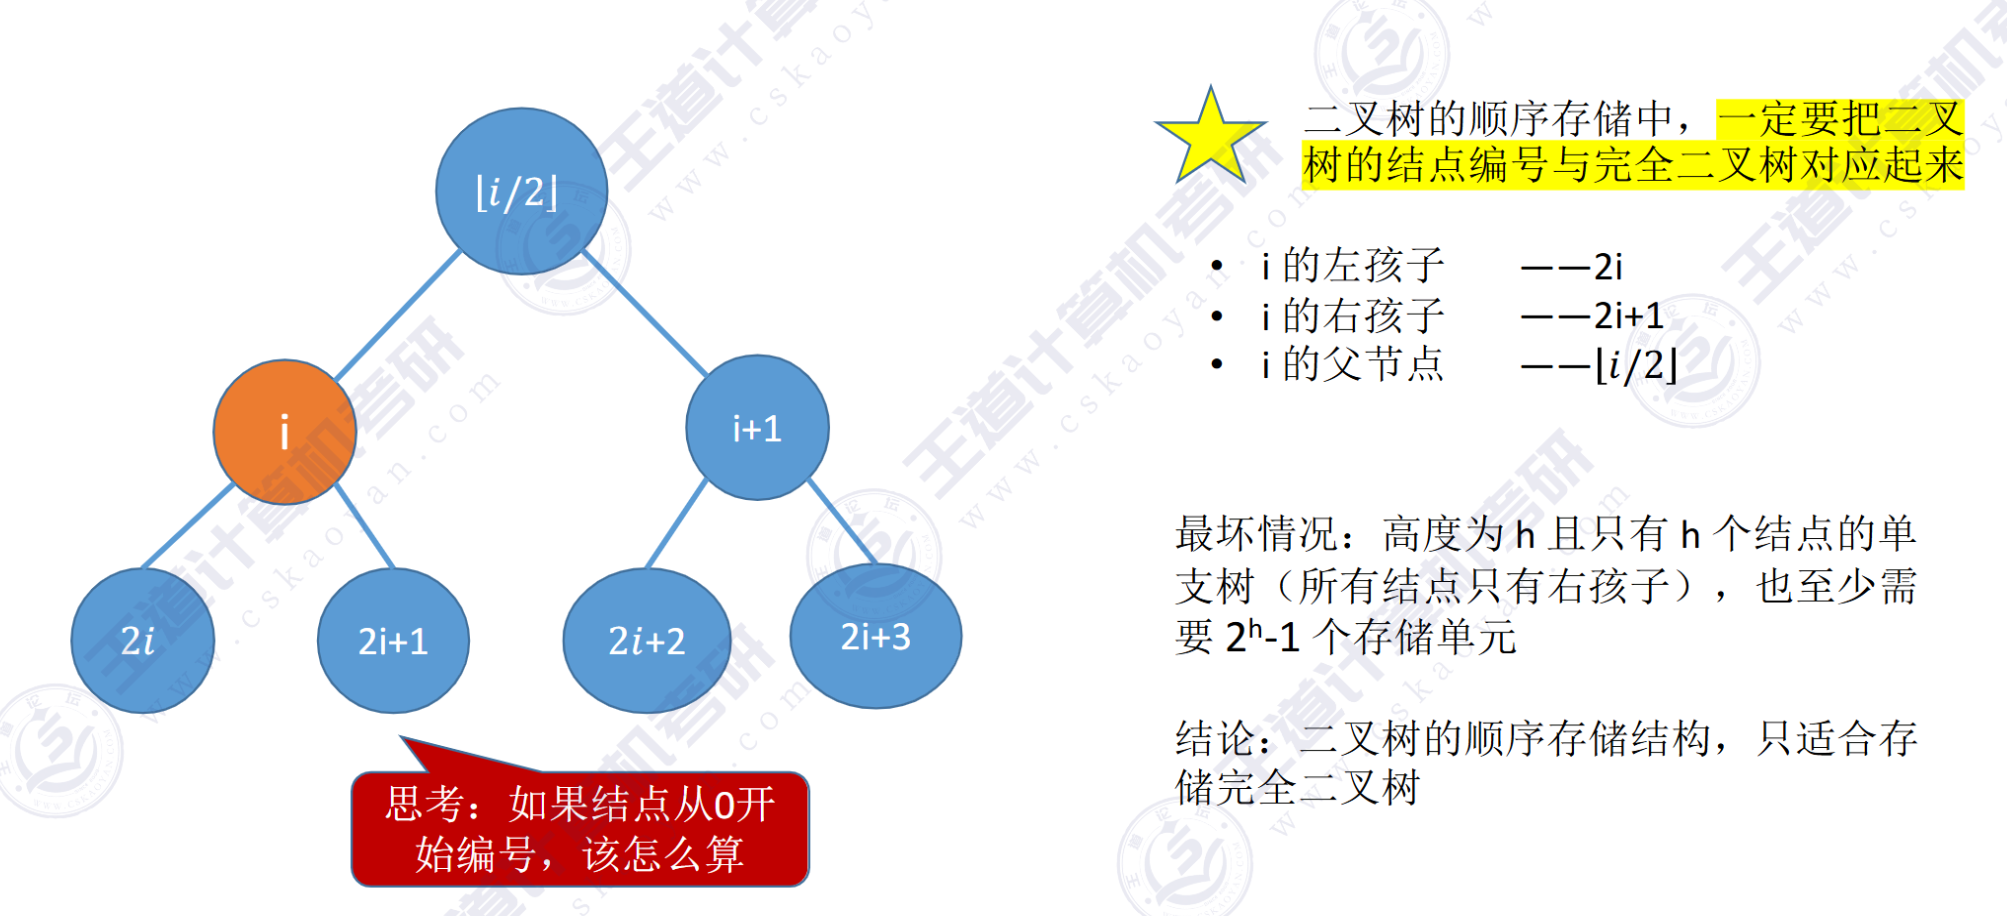 ⌊i/2⌋
i
i+1
2i
2i+1
2i+2
2i+3
思考：如果结点从0开
始编号，该怎么算
二叉树的顺序存储中，一定要把二叉
树的结点编号与完全二叉树对应起来
• i 的左孩子 ——2i
• i 的右孩子 ——2i+1
• i 的父节点 ——⌊i/2⌋
最坏情况：高度为 h 且只有 h 个结点的单
支树（所有结点只有右孩子），也至少需
要 2ʰ-1 个存储单元
结论：二叉树的顺序存储结构，只适合存
储完全二叉树
王道计算机考研
www.cskaoyan.com